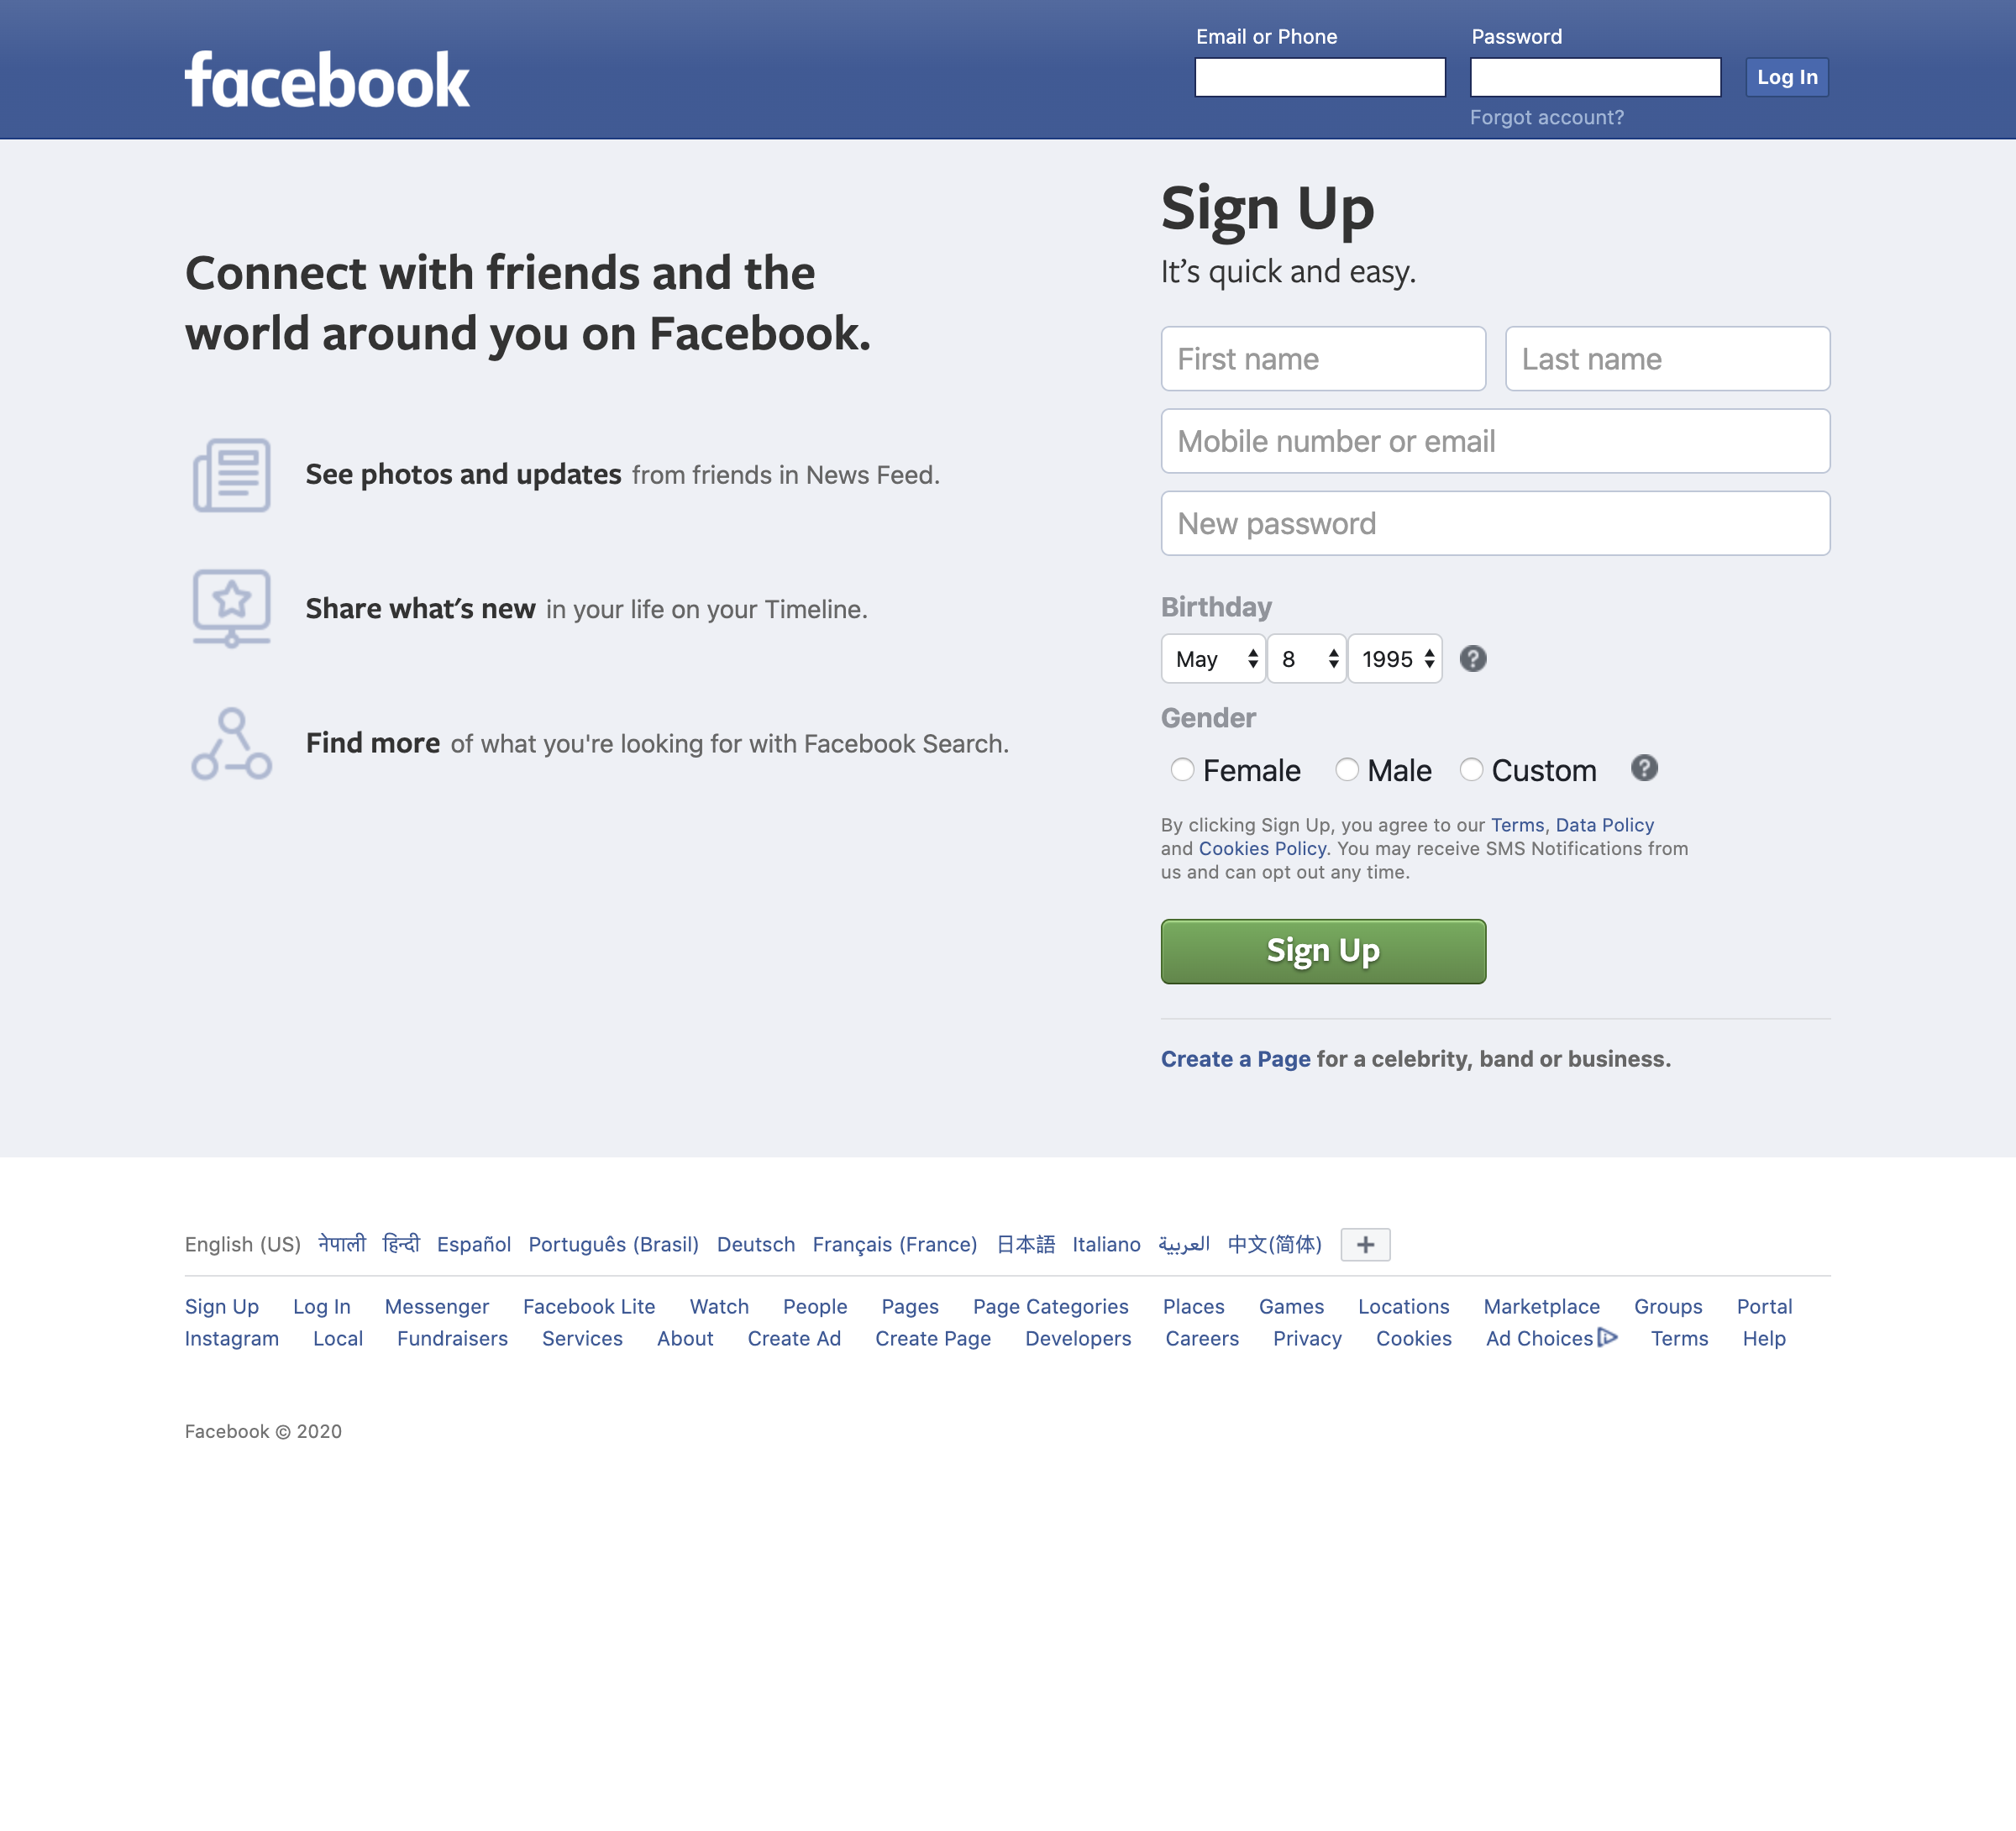 facebook
Email or Phone
Password
Log In
Forgot account?
Connect with friends and the
world around you on Facebook.
See photos and updates from friends in News Feed.
Share what's new in your life on your Timeline.
Find more of what you're looking for with Facebook Search.
Sign Up
It's quick and easy.
First name
Last name
Mobile number or email
New password
Birthday
May 8 1995 ?
Gender
Female Male Custom ?
By clicking Sign Up, you agree to our Terms, Data Policy
and Cookies Policy. You may receive SMS Notifications from
us and can opt out any time.
Sign Up
Create a Page for a celebrity, band or business.
English (US) नेपाली हिन्दी Español Português (Brasil) Deutsch Français (France) 日本語 Italiano العربية 中文(简体) +
Sign Up Log In Messenger Facebook Lite Watch People Pages Page Categories Places Games Locations Marketplace Groups Portal
Instagram Local Fundraisers Services About Create Ad Create Page Developers Careers Privacy Cookies Ad Choices Terms Help
Facebook © 2020